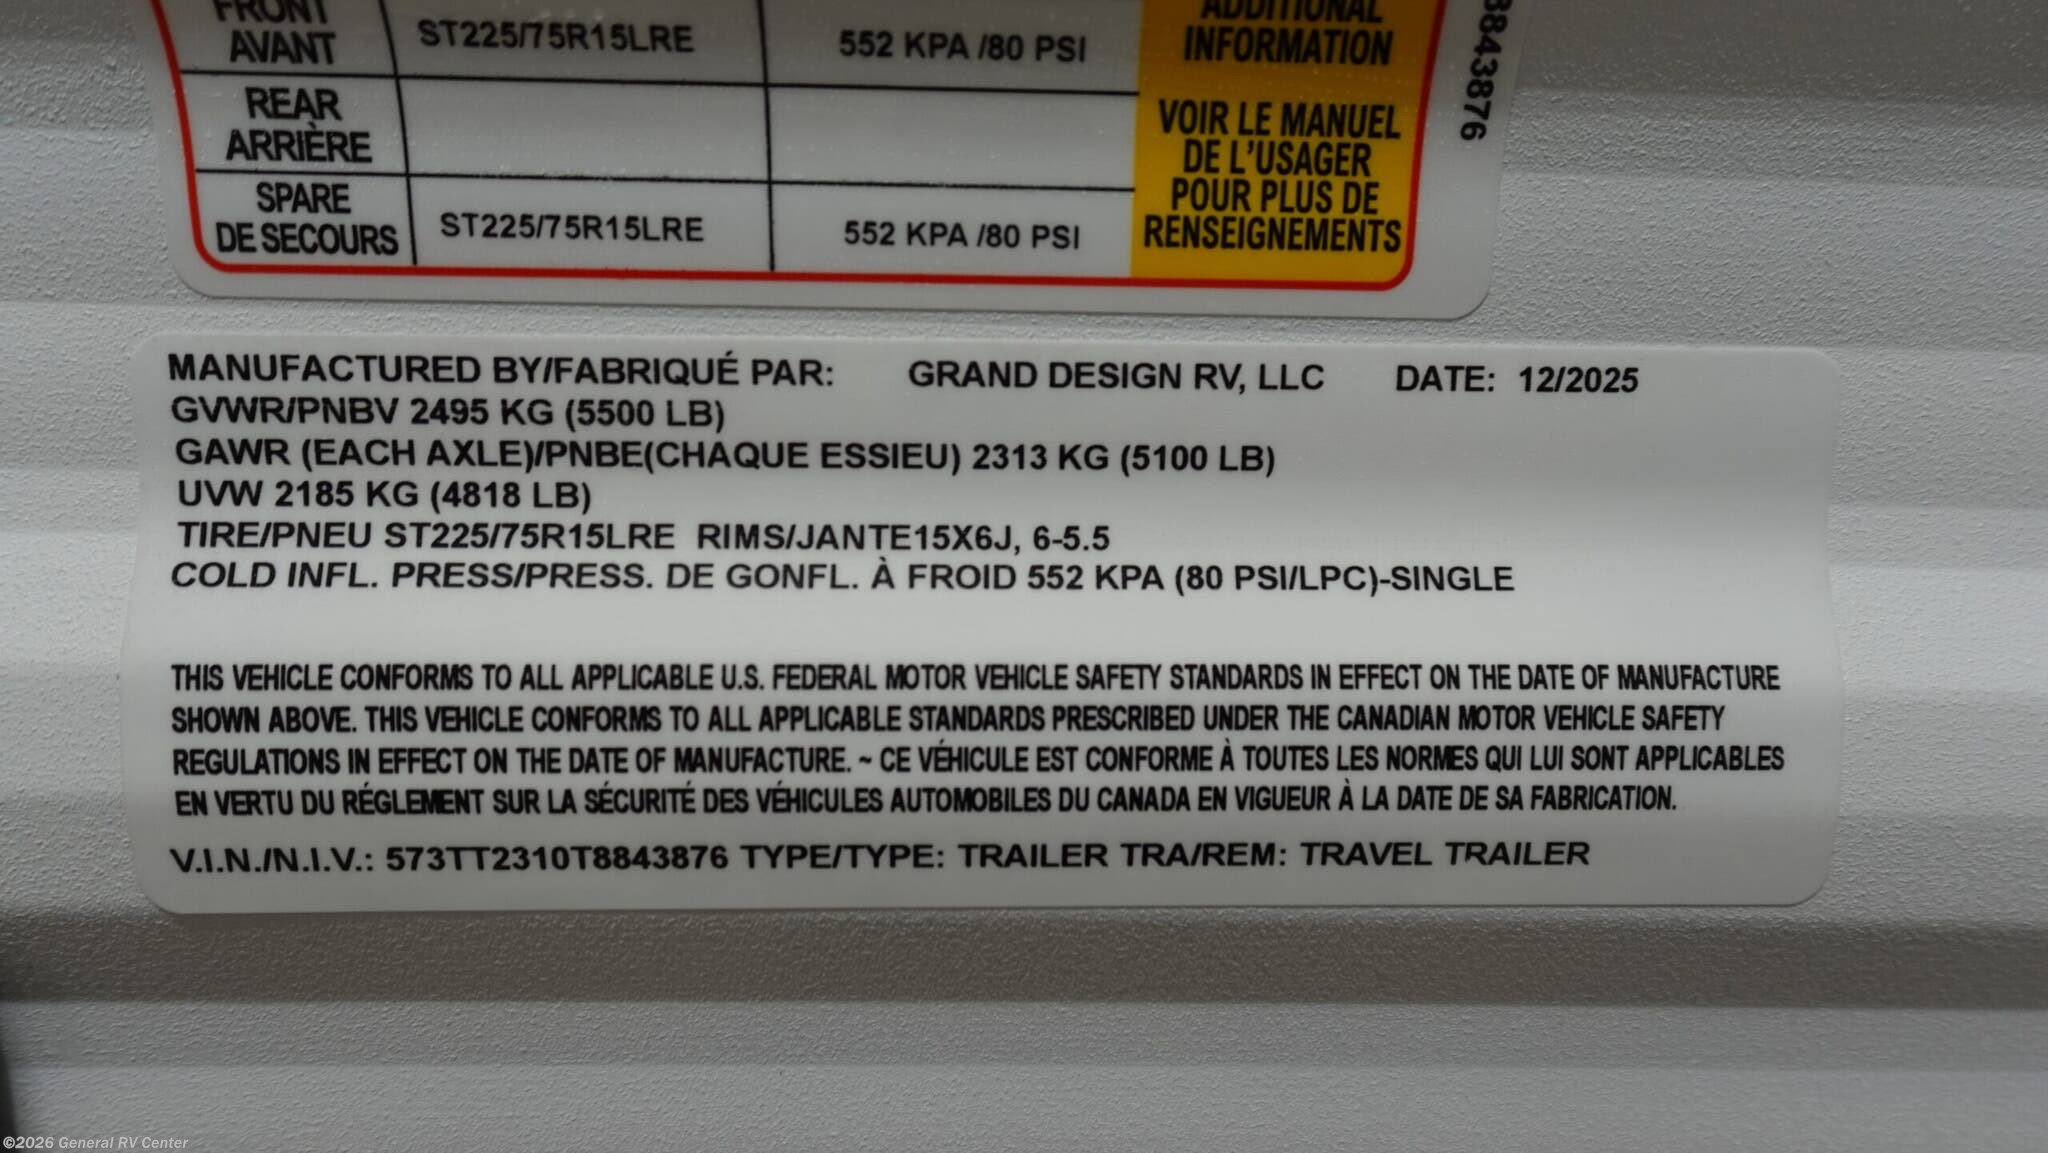 FRONT
AVANT
ST225/75R15LRE
552 KPA /80 PSI
ADDITIONAL
INFORMATION
REAR
ARRIÈRE
VOIR LE MANUEL
DE L'USAGER
POUR PLUS DE
RENSEIGNEMENTS
SPARE
DE SECOURS
ST225/75R15LRE
552 KPA /80 PSI
8843876
MANUFACTURED BY/FABRIQUÉ PAR: GRAND DESIGN RV, LLC DATE: 12/2025
GVWR/PNBV 2495 KG (5500 LB)
GAWR (EACH AXLE)/PNBE(CHAQUE ESSIEU) 2313 KG (5100 LB)
UVW 2185 KG (4818 LB)
TIRE/PNEU ST225/75R15LRE RIMS/JANTE15X6J, 6-5.5
COLD INFL. PRESS/PRESS. DE GONFL. À FROID 552 KPA (80 PSI/LPC)-SINGLE
THIS VEHICLE CONFORMS TO ALL APPLICABLE U.S. FEDERAL MOTOR VEHICLE SAFETY STANDARDS IN EFFECT ON THE DATE OF MANUFACTURE
SHOWN ABOVE. THIS VEHICLE CONFORMS TO ALL APPLICABLE STANDARDS PRESCRIBED UNDER THE CANADIAN MOTOR VEHICLE SAFETY
REGULATIONS IN EFFECT ON THE DATE OF MANUFACTURE. ~ CE VÉHICULE EST CONFORME À TOUTES LES NORMES QUI LUI SONT APPLICABLES
EN VERTU DU RÉGLEMENT SUR LA SÉCURITÉ DES VÉHICULES AUTOMOBILES DU CANADA EN VIGUEUR À LA DATE DE SA FABRICATION.
V.I.N./N.I.V.: 573TT2310T8843876 TYPE/TYPE: TRAILER TRA/REM: TRAVEL TRAILER
©2026 General RV Center